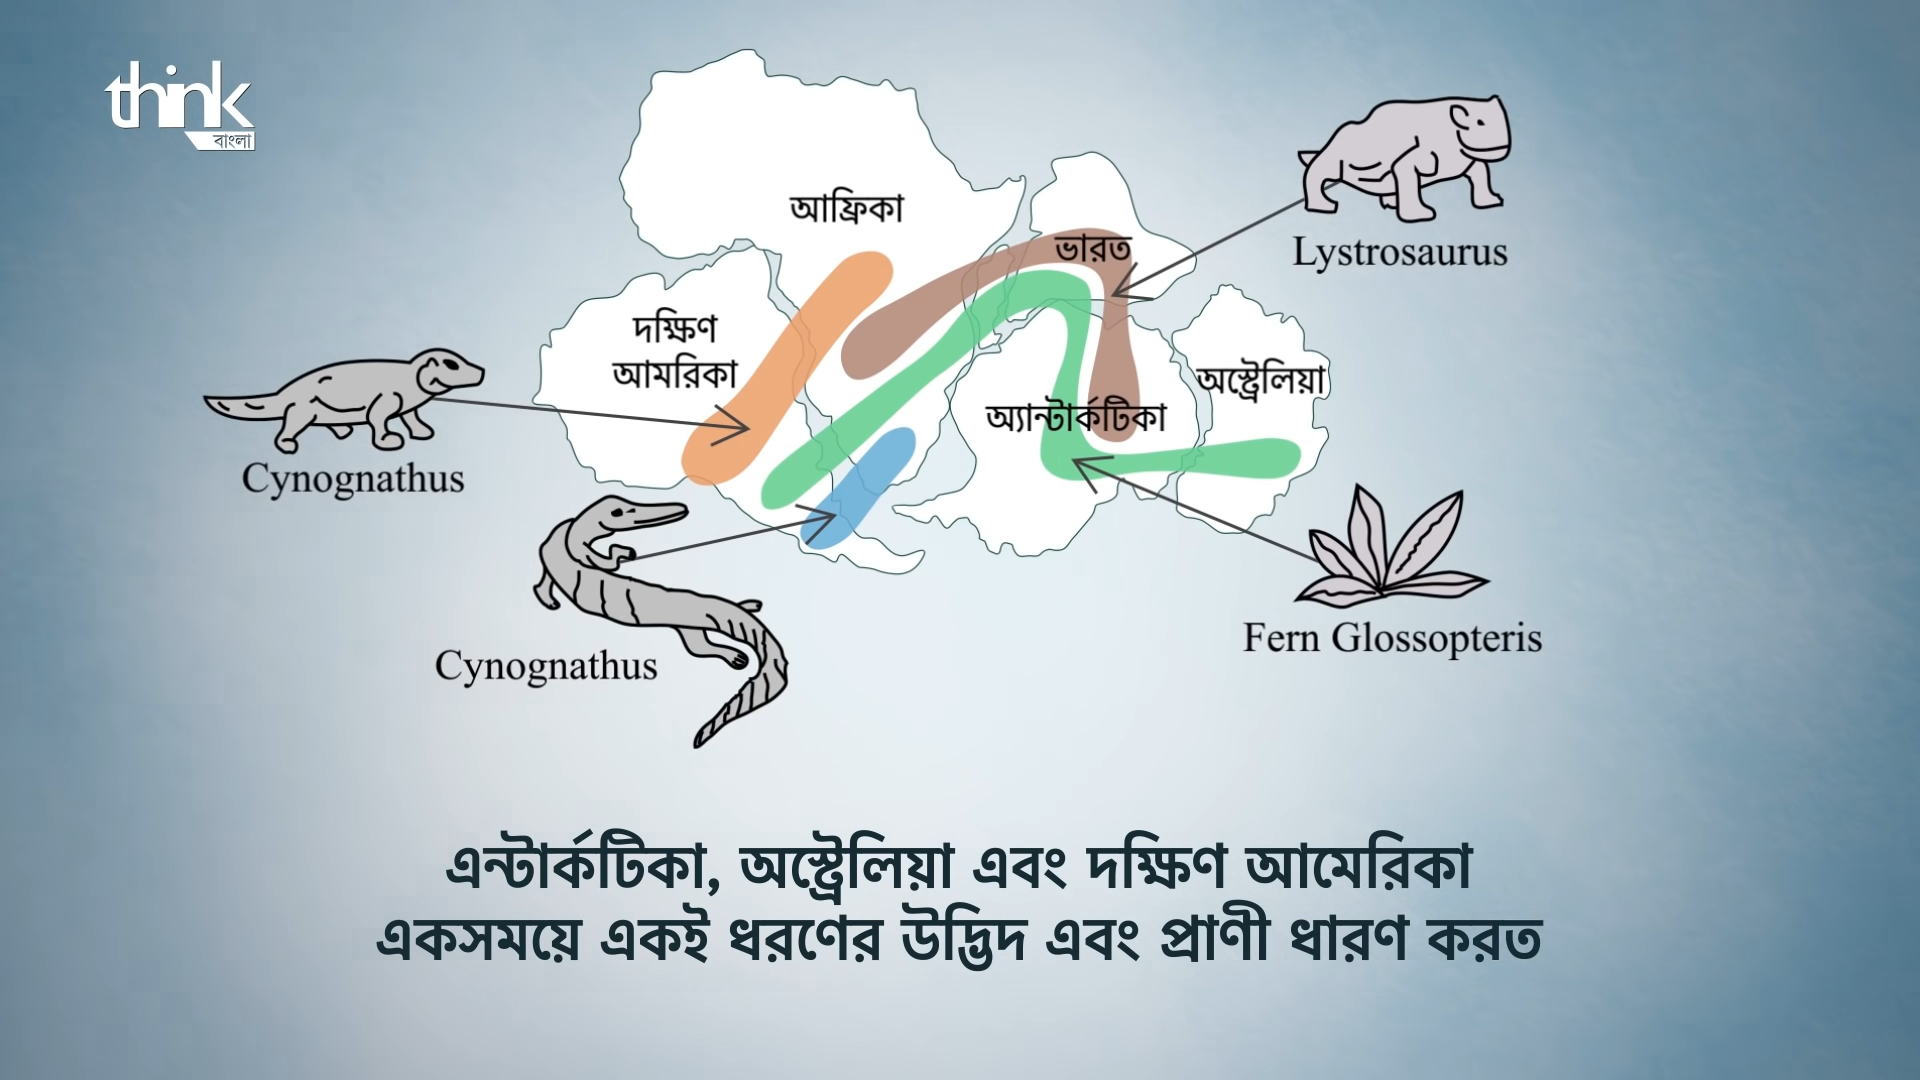 think
বাংলা
আফ্রিকা
ভারত
Lystrosaurus
দক্ষিণ
আমরিকা
অস্ট্রেলিয়া
অ্যান্টার্কটিকা
Cynognathus
Cynognathus
Fern Glossopteris
এন্টার্কটিকা, অস্ট্রেলিয়া এবং দক্ষিণ আমেরিকা
একসময়ে একই ধরণের উদ্ভিদ এবং প্রাণী ধারণ করত